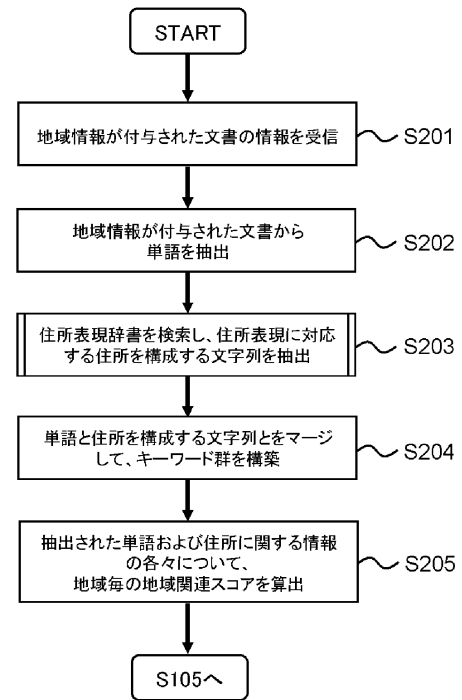 START
地域情報が付与された文書の情報を受信
S201
地域情報が付与された文書から
単語を抽出
S202
住所表現辞書を検索し、住所表現に対応
する住所を構成する文字列を抽出
S203
単語と住所を構成する文字列とをマージ
して、キーワード群を構築
S204
抽出された単語および住所に関する情報
の各々について、
地域毎の地域関連スコアを算出
S205
S105へ